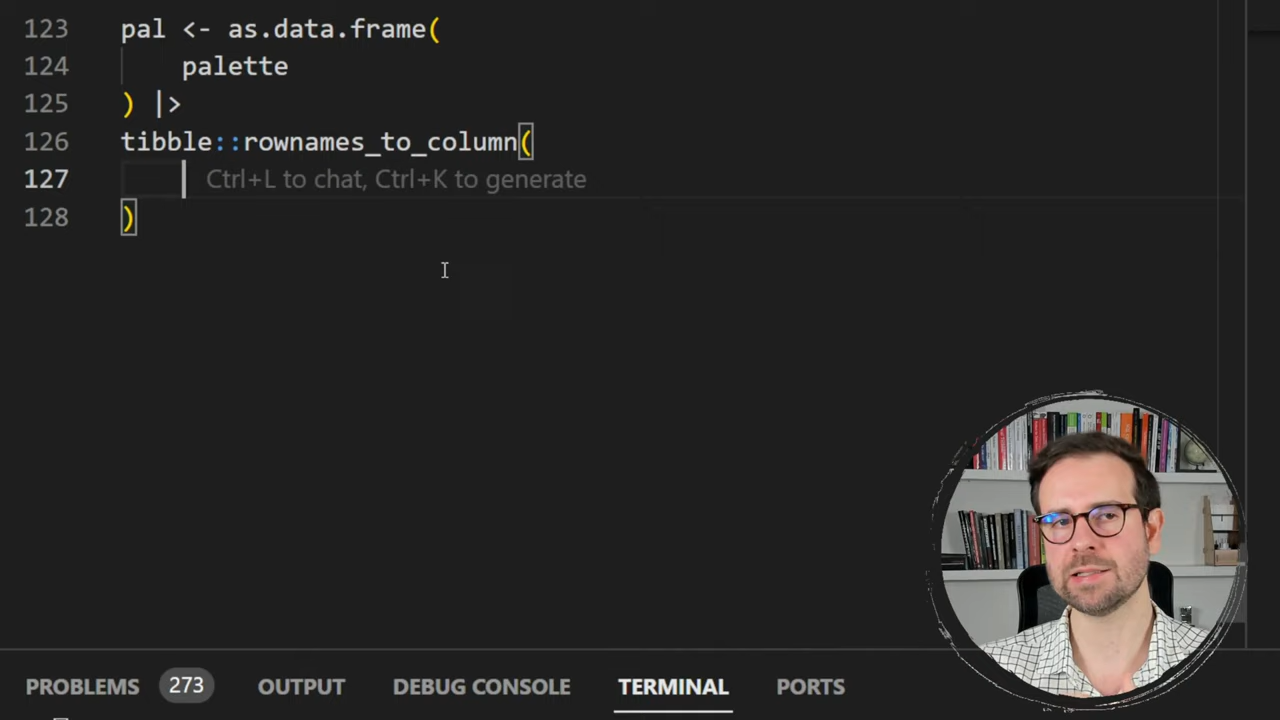 123 pal <- as.data.frame(
124 palette
125 ) |>
126 tibble::rownames_to_column(
127 Ctrl+L to chat, Ctrl+K to generate
128 )
PROBLEMS 273 OUTPUT DEBUG CONSOLE TERMINAL PORTS